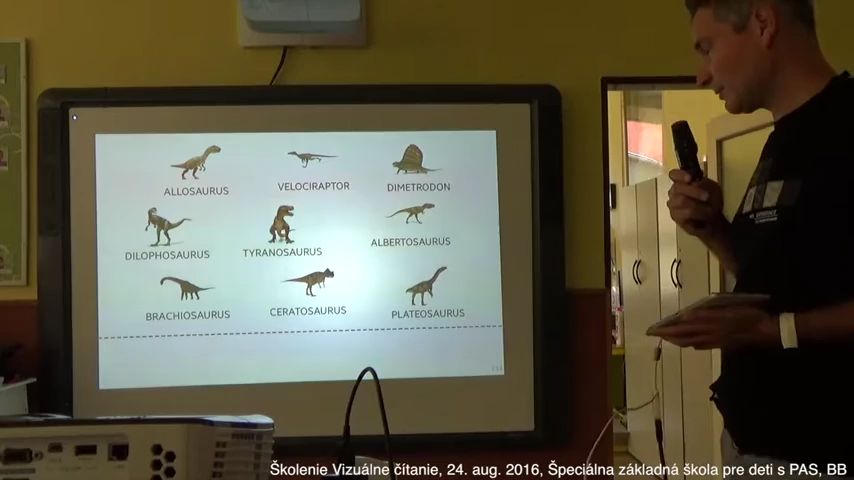 ALLOSAURUS VELOCIRAPTOR DIMETRODON
DILOPHOSAURUS TYRANOSAURUS ALBERTOSAURUS
BRACHIOSAURUS CERATOSAURUS PLATEOSAURUS
Školenie Vizuálne čítanie, 24. aug. 2016, Špeciálna základná škola pre deti s PAS, BB